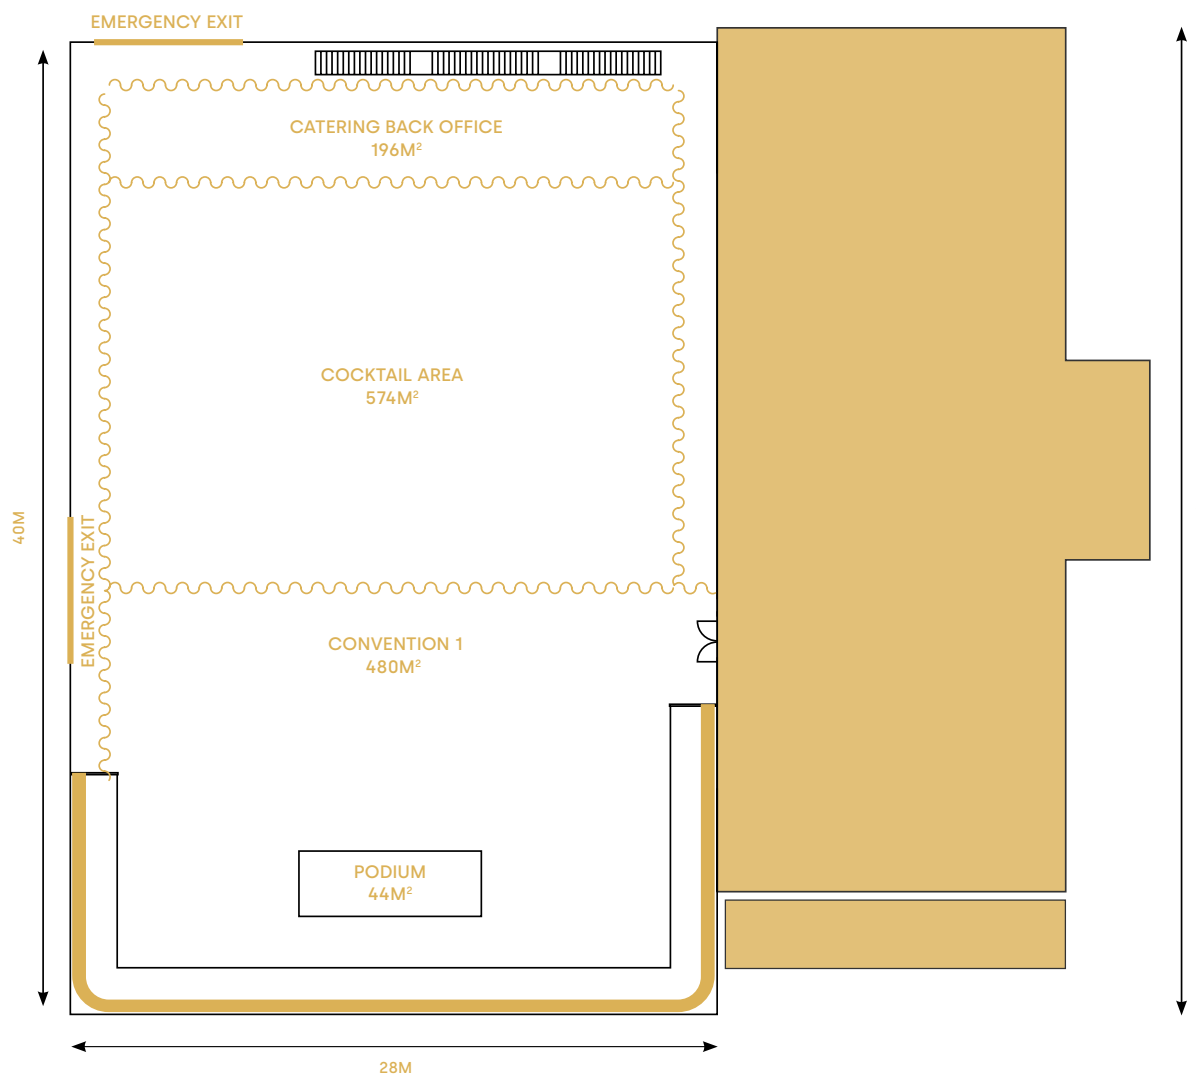 EMERGENCY EXIT
CATERING BACK OFFICE
196M²
COCKTAIL AREA
574M²
40M
EMERGENCY EXIT
CONVENTION 1
480M²
PODIUM
44M²
28M